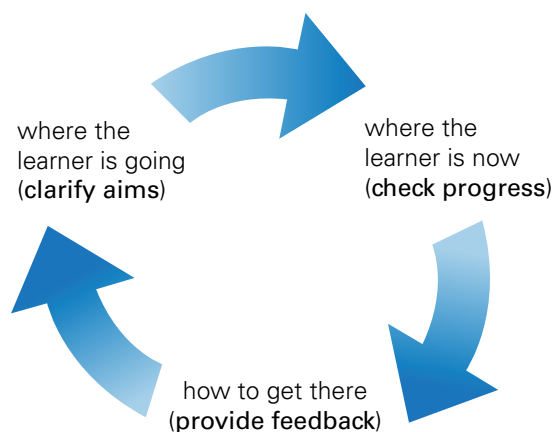 where the
learner is going
(clarify aims)
where the
learner is now
(check progress)
how to get there
(provide feedback)